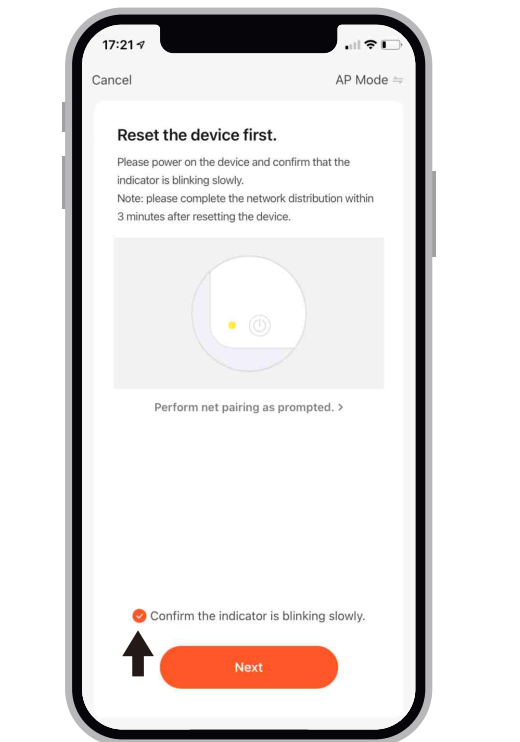 17:21
Cancel
AP Mode
Reset the device first.
Please power on the device and confirm that the
indicator is blinking slowly.
Note: please complete the network distribution within
3 minutes after resetting the device.
Perform net pairing as prompted. >
Confirm the indicator is blinking slowly.
Next